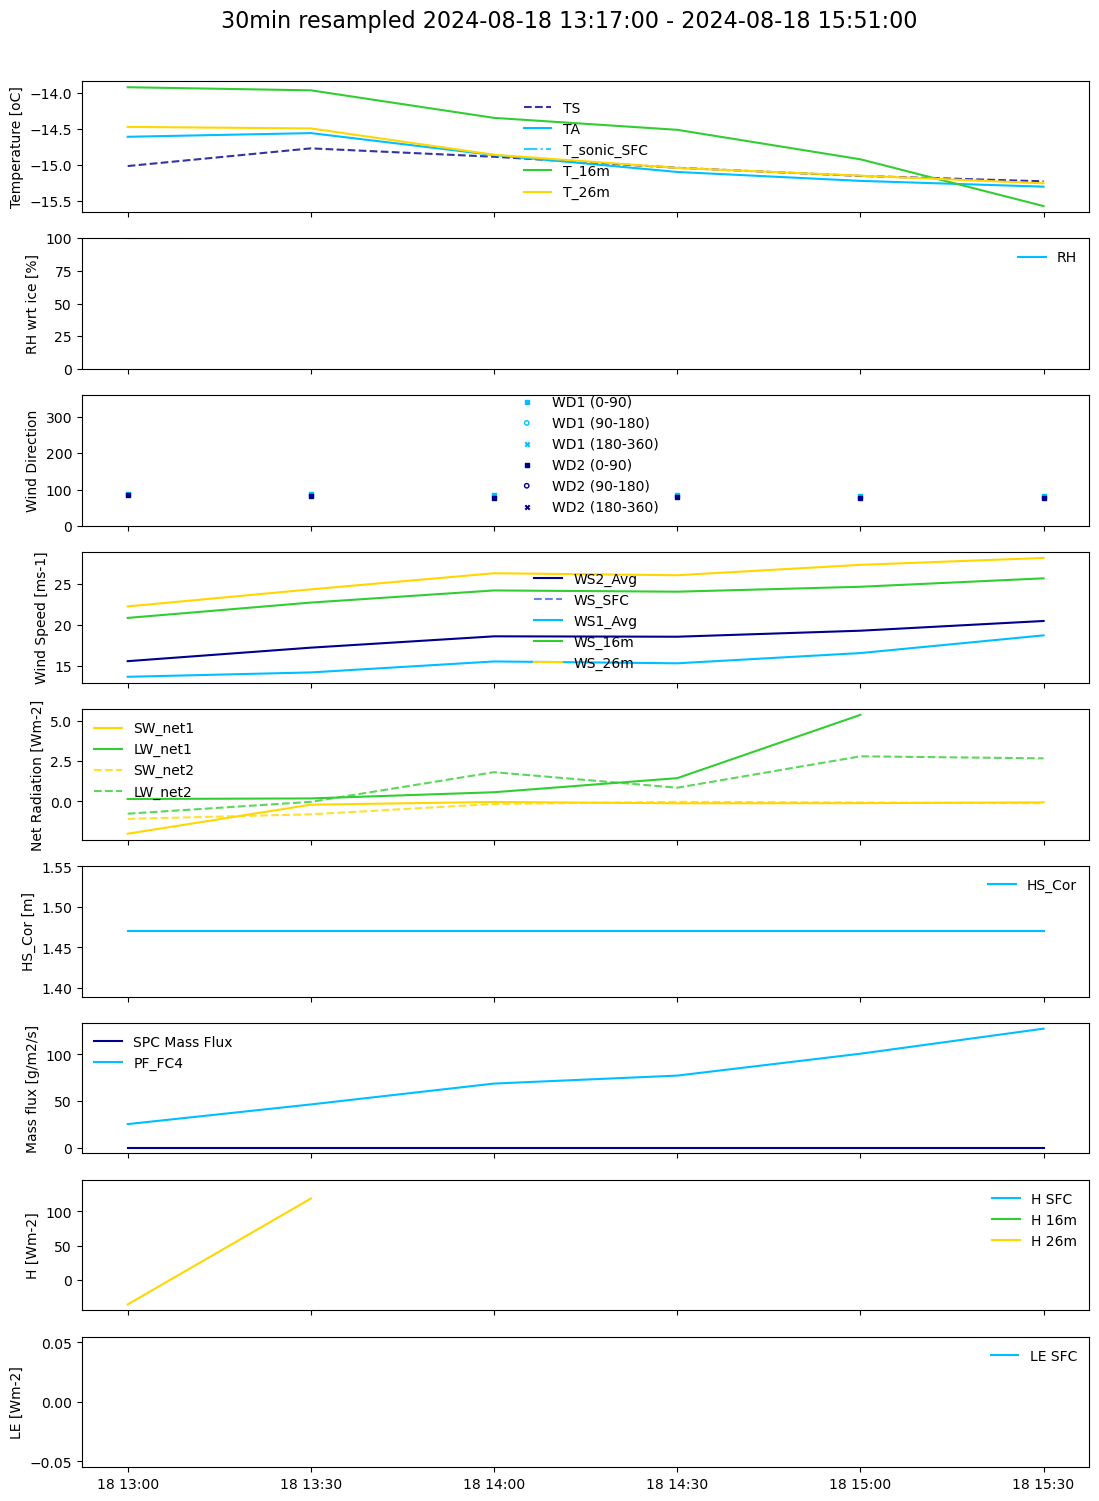 30min resampled 2024-08-18 13:17:00 - 2024-08-18 15:51:00
Temperature [oC]
−14.0
−14.5
−15.0
−15.5
TS
TA
T_sonic_SFC
T_16m
T_26m
RH wrt ice [%]
100
75
50
25
0
RH
Wind Direction
300
200
100
0
WD1 (0-90)
WD1 (90-180)
WD1 (180-360)
WD2 (0-90)
WD2 (90-180)
WD2 (180-360)
Wind Speed [ms-1]
25
20
15
WS2_Avg
WS_SFC
WS1_Avg
WS_16m
WS_26m
Net Radiation [Wm-2]
5.0
2.5
0.0
SW_net1
LW_net1
SW_net2
LW_net2
HS_Cor [m]
1.55
1.50
1.45
1.40
HS_Cor
Mass flux [g/m2/s]
100
50
0
SPC Mass Flux
PF_FC4
H [Wm-2]
100
50
0
H SFC
H 16m
H 26m
LE [Wm-2]
0.05
0.00
−0.05
LE SFC
18 13:00
18 13:30
18 14:00
18 14:30
18 15:00
18 15:30